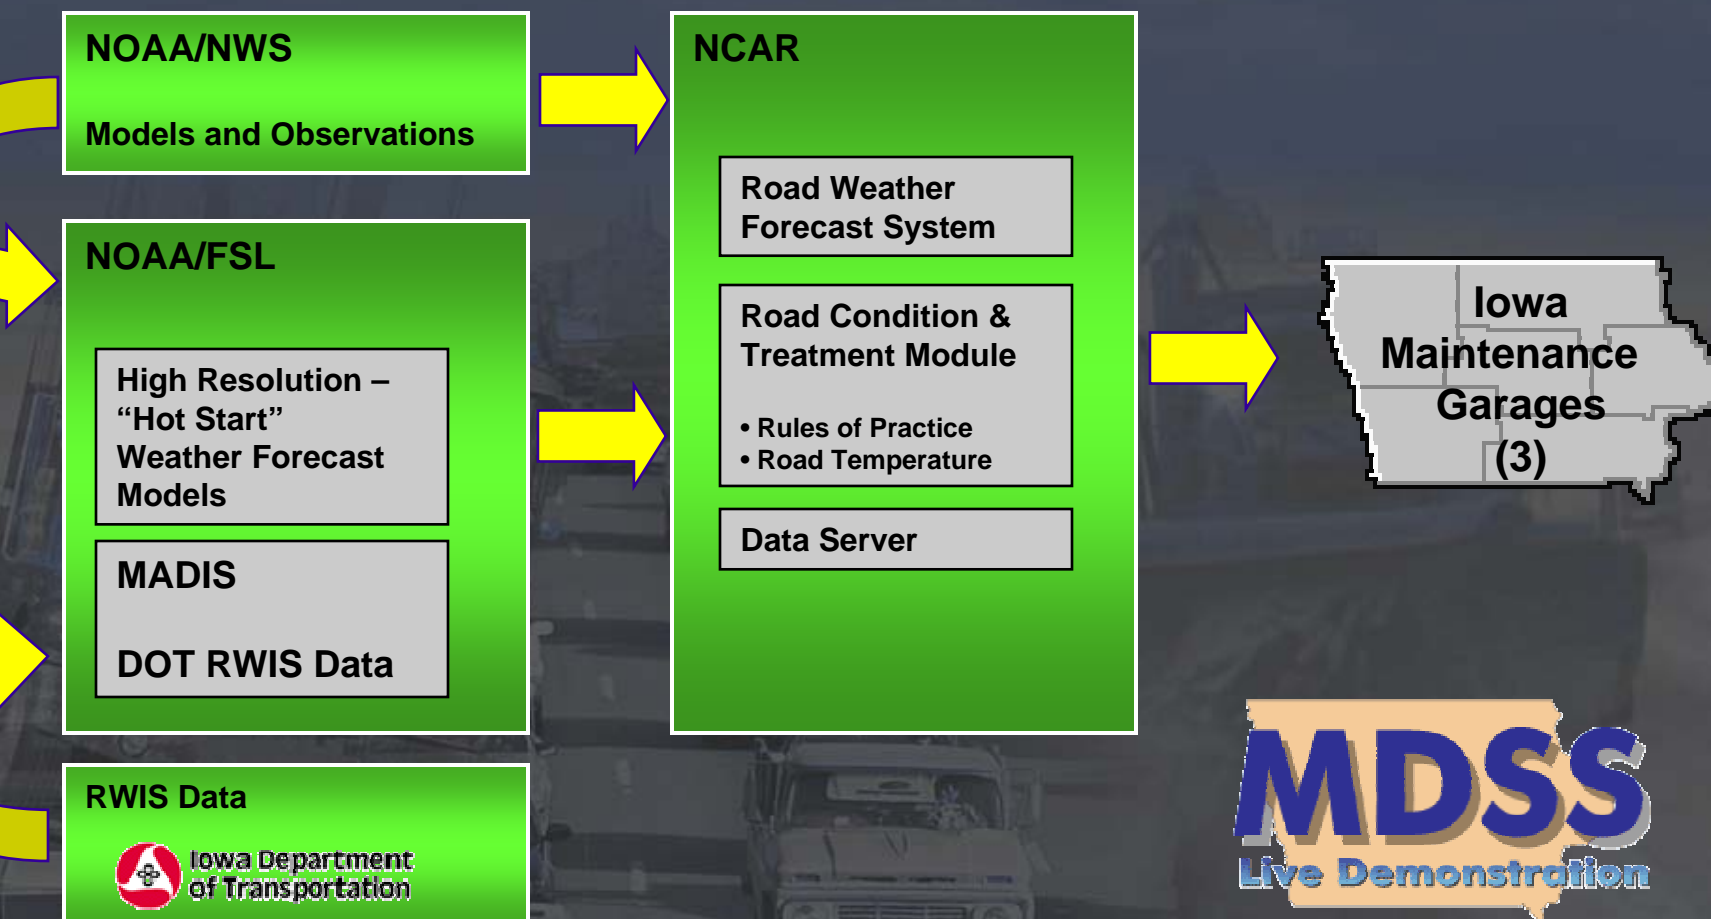 NOAA/NWS
Models and Observations
NOAA/FSL
High Resolution –
“Hot Start”
Weather Forecast
Models
MADIS
DOT RWIS Data
RWIS Data
Iowa Department
of Transportation
NCAR
Road Weather
Forecast System
Road Condition &
Treatment Module
• Rules of Practice
• Road Temperature
Data Server
Iowa
Maintenance
Garages
(3)
MDSS
Live Demonstration